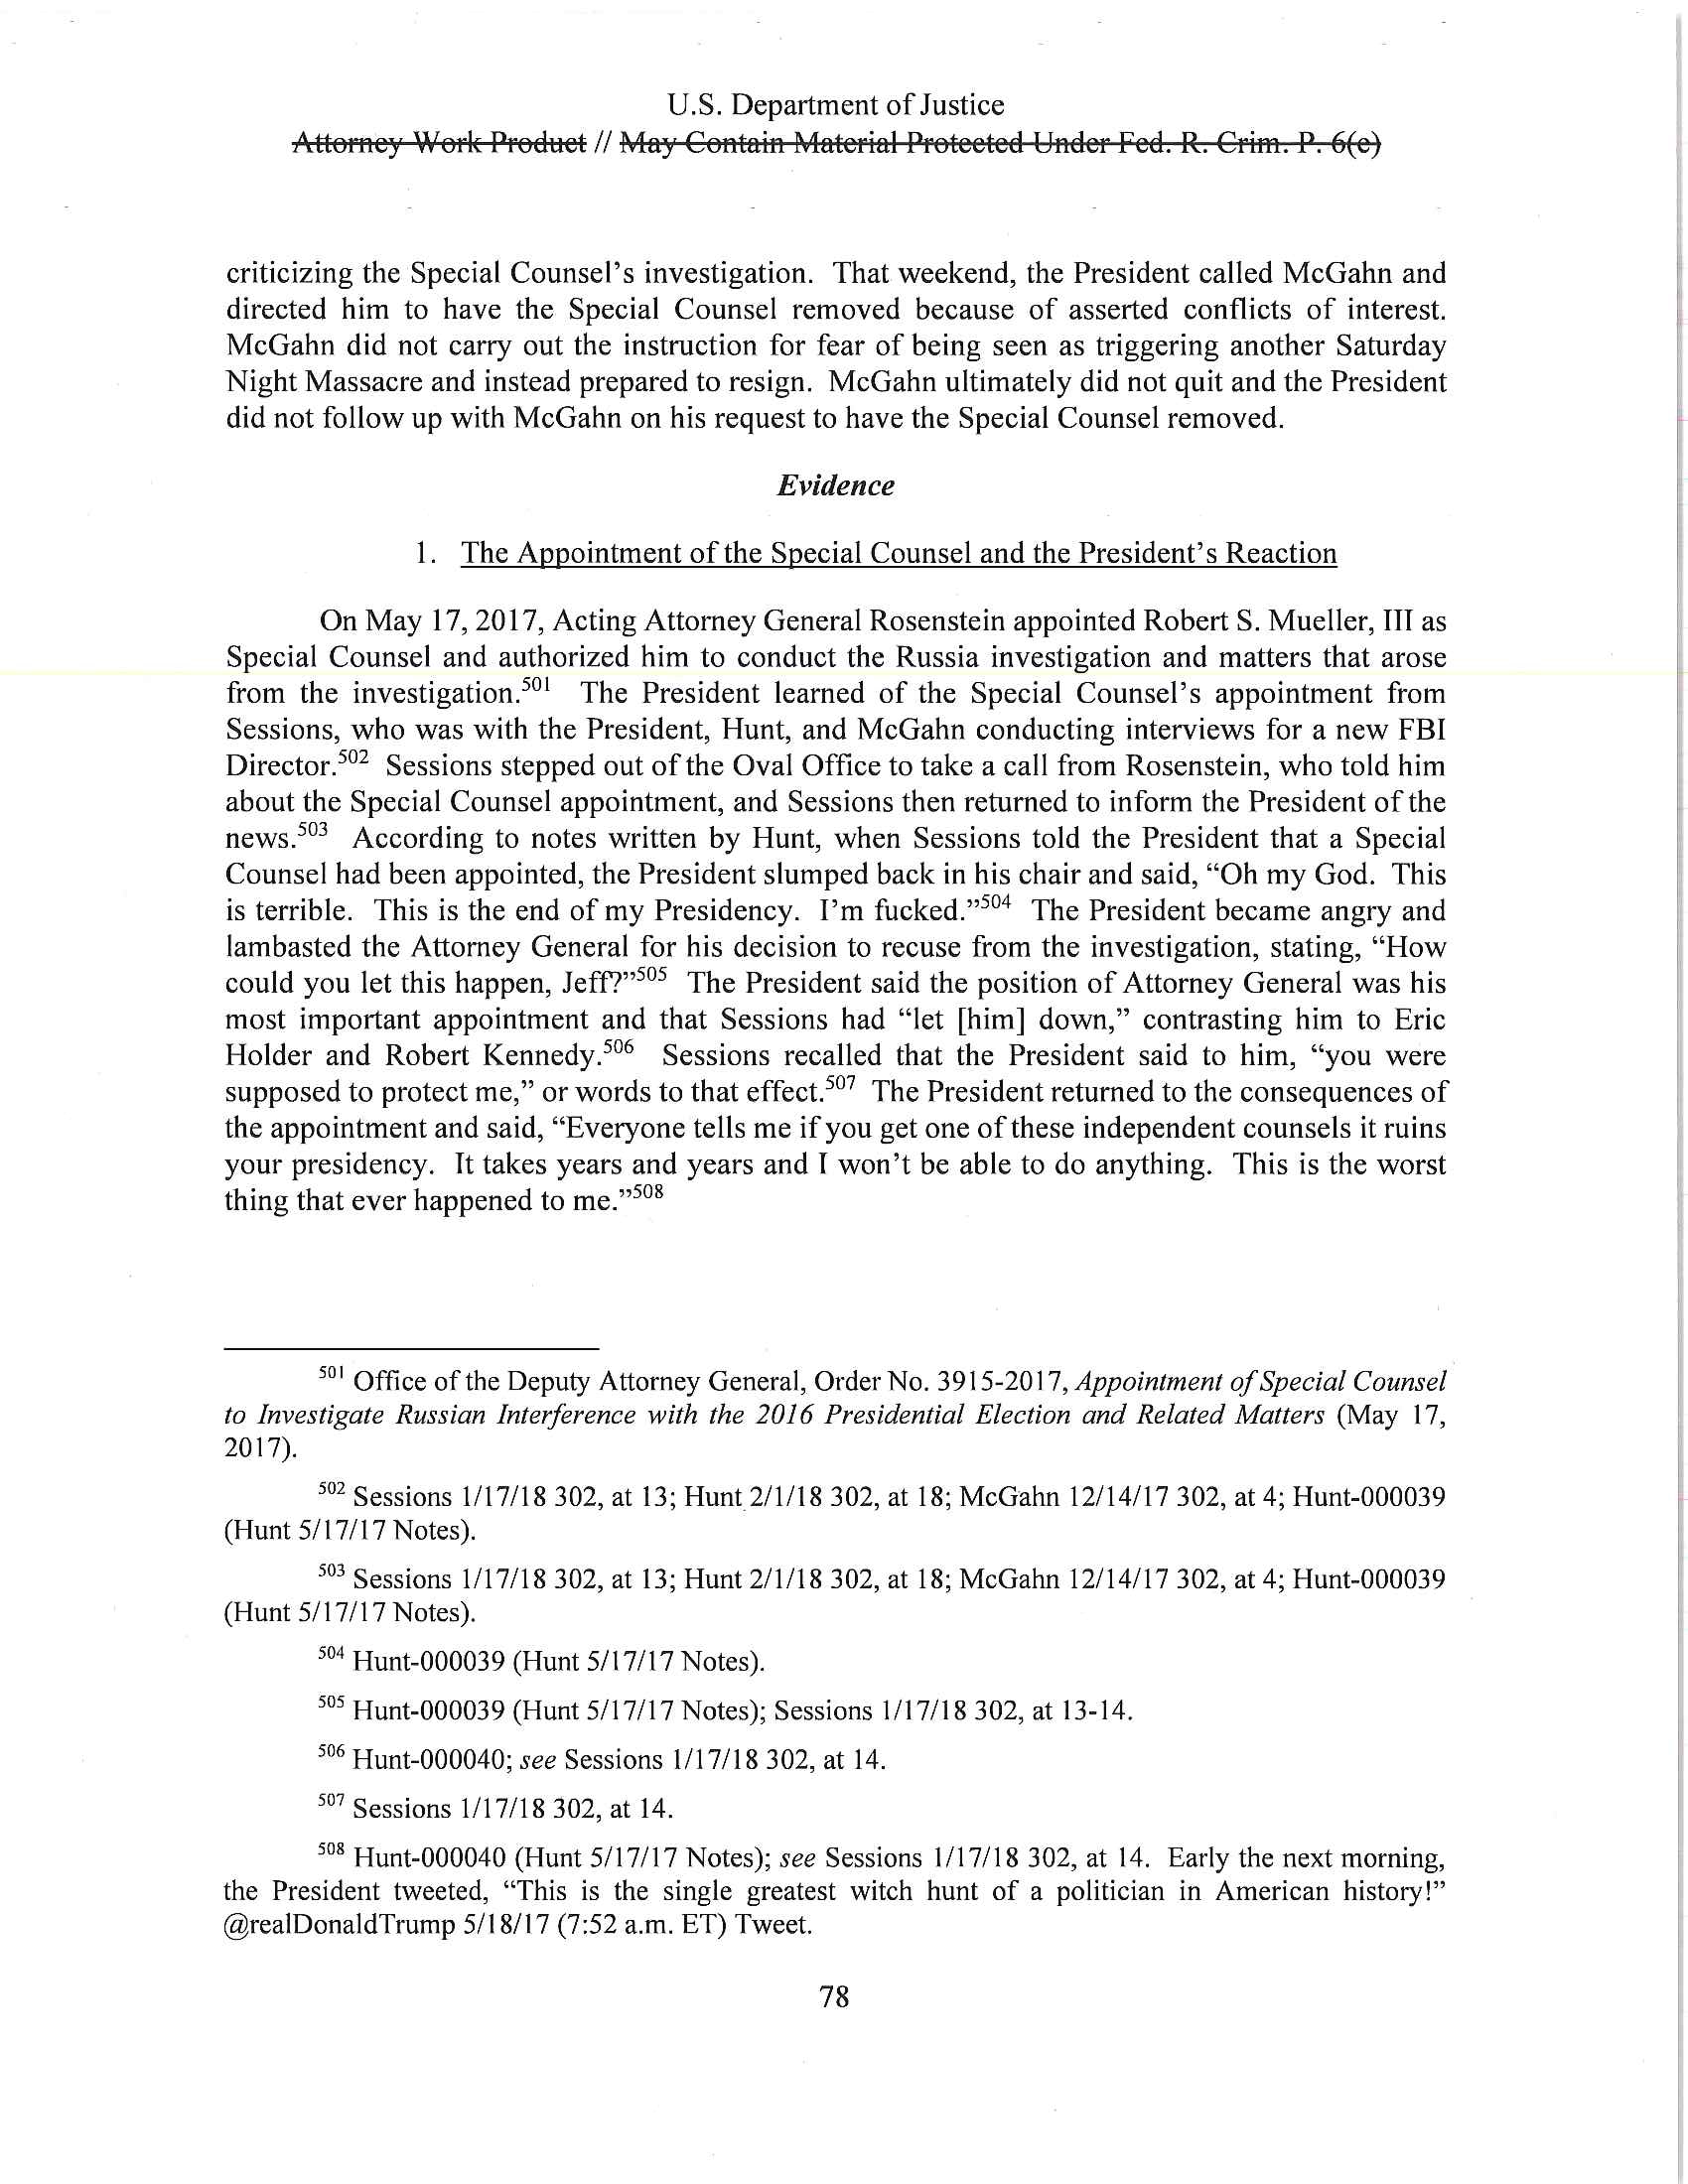 U.S. Department of Justice
Attorney Work Product // May Contain Material Protected Under Fed. R. Crim. P. 6(e)
criticizing the Special Counsel's investigation. That weekend, the President called McGahn and
directed him to have the Special Counsel removed because of asserted conflicts of interest.
McGahn did not carry out the instruction for fear of being seen as triggering another Saturday
Night Massacre and instead prepared to resign. McGahn ultimately did not quit and the President
did not follow up with McGahn on his request to have the Special Counsel removed.
Evidence
1. The Appointment of the Special Counsel and the President's Reaction
On May 17, 2017, Acting Attorney General Rosenstein appointed Robert S. Mueller, III as
Special Counsel and authorized him to conduct the Russia investigation and matters that arose
from the investigation.501 The President learned of the Special Counsel's appointment from
Sessions, who was with the President, Hunt, and McGahn conducting interviews for a new FBI
Director.502 Sessions stepped out of the Oval Office to take a call from Rosenstein, who told him
about the Special Counsel appointment, and Sessions then returned to inform the President of the
news.503 According to notes written by Hunt, when Sessions told the President that a Special
Counsel had been appointed, the President slumped back in his chair and said, "Oh my God. This
is terrible. This is the end of my Presidency. I'm fucked."504 The President became angry and
lambasted the Attorney General for his decision to recuse from the investigation, stating, "How
could you let this happen, Jeff?"505 The President said the position of Attorney General was his
most important appointment and that Sessions had "let [him] down," contrasting him to Eric
Holder and Robert Kennedy.506 Sessions recalled that the President said to him, "you were
supposed to protect me," or words to that effect.507 The President returned to the consequences of
the appointment and said, "Everyone tells me if you get one of these independent counsels it ruins
your presidency. It takes years and years and I won't be able to do anything. This is the worst
thing that ever happened to me."508
501 Office of the Deputy Attorney General, Order No. 3915-2017, Appointment of Special Counsel
to Investigate Russian Interference with the 2016 Presidential Election and Related Matters (May 17,
2017).
502 Sessions 1/17/18 302, at 13; Hunt 2/1/18 302, at 18; McGahn 12/14/17 302, at 4; Hunt-000039
(Hunt 5/17/17 Notes).
503 Sessions 1/17/18 302, at 13; Hunt 2/1/18 302, at 18; McGahn 12/14/17 302, at 4; Hunt-000039
(Hunt 5/17/17 Notes).
504 Hunt-000039 (Hunt 5/17/17 Notes).
505 Hunt-000039 (Hunt 5/17/17 Notes); Sessions 1/17/18 302, at 13-14.
506 Hunt-000040; see Sessions 1/17/18 302, at 14.
507 Sessions 1/17/18 302, at 14.
508 Hunt-000040 (Hunt 5/17/17 Notes); see Sessions 1/17/18 302, at 14. Early the next morning,
the President tweeted, "This is the single greatest witch hunt of a politician in American history!"
@realDonaldTrump 5/18/17 (7:52 a.m. ET) Tweet.
78